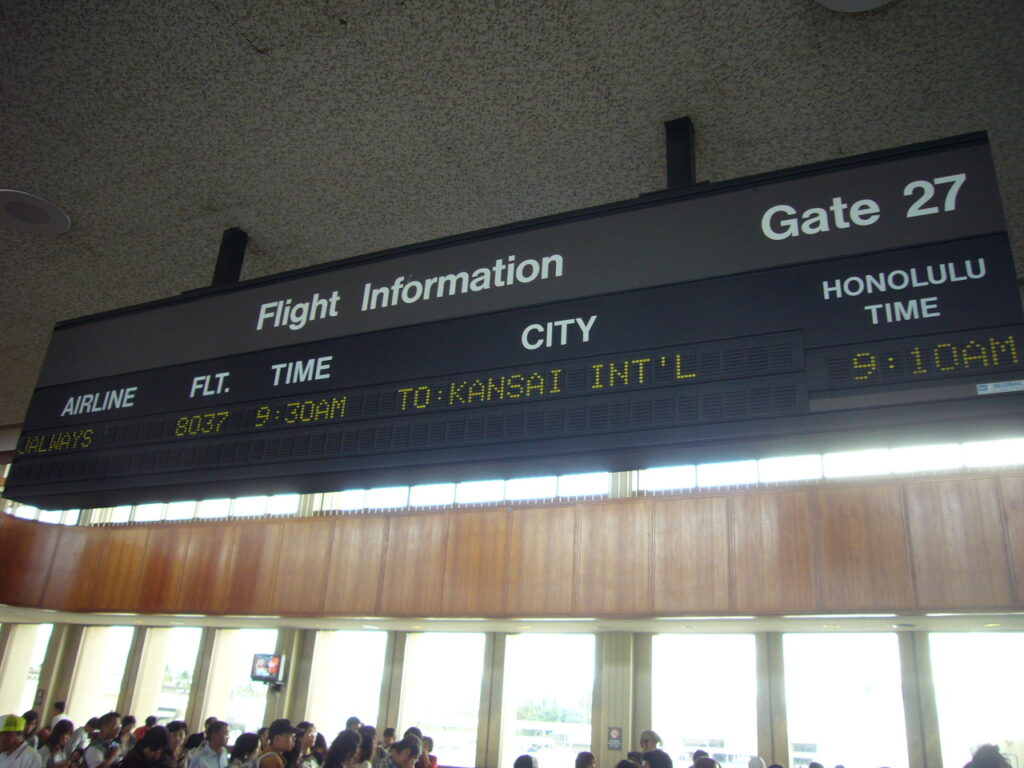 Flight Information Gate 27
AIRLINE FLT. TIME CITY HONOLULU TIME
JALWAYS 8037 9:30AM TO:KANSAI INT'L 9:10AM
GLOBAL